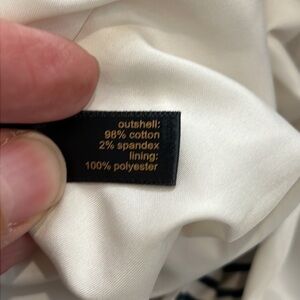 outshell:
98% cotton
2% spandex
lining:
100% polyester